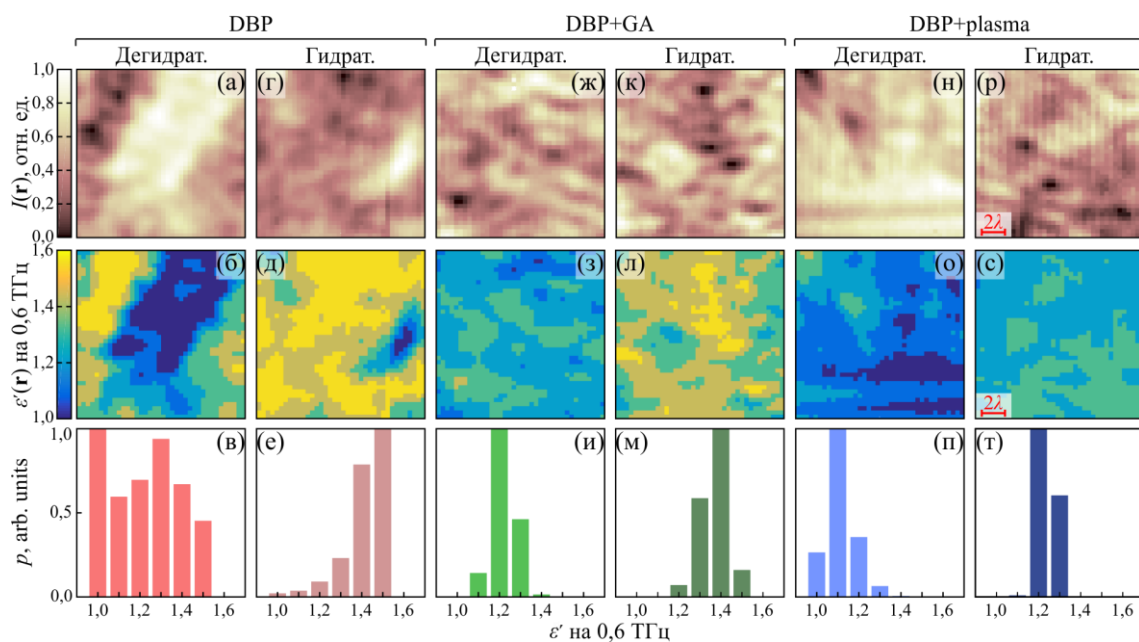 DBP DBP+GA DBP+plasma
Дегидрат. Гидрат. Дегидрат. Гидрат. Дегидрат. Гидрат.
(а) (г) (ж) (к) (н) (р)
I(r), отн. ед.
1,0
0,8
0,6
0,4
0,2
0,0
2λ
(б) (д) (з) (л) (о) (с)
ε′(r) на 0,6 ТГц
1,6
1,4
1,2
1,0
2λ
(в) (е) (и) (м) (п) (т)
p, arb. units
1,0
0,5
0,0
1,0 1,2 1,4 1,6 1,0 1,2 1,4 1,6 1,0 1,2 1,4 1,6 1,0 1,2 1,4 1,6 1,0 1,2 1,4 1,6 1,0 1,2 1,4 1,6
ε′ на 0,6 ТГц